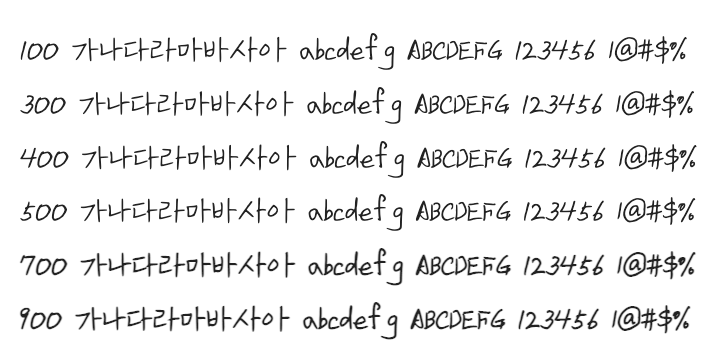 100 가나다라마바사아 abcdefg ABCDEFG 123456 !@#$%
300 가나다라마바사아 abcdefg ABCDEFG 123456 !@#$%
400 가나다라마바사아 abcdefg ABCDEFG 123456 !@#$%
500 가나다라마바사아 abcdefg ABCDEFG 123456 !@#$%
700 가나다라마바사아 abcdefg ABCDEFG 123456 !@#$%
900 가나다라마바사아 abcdefg ABCDEFG 123456 !@#$%